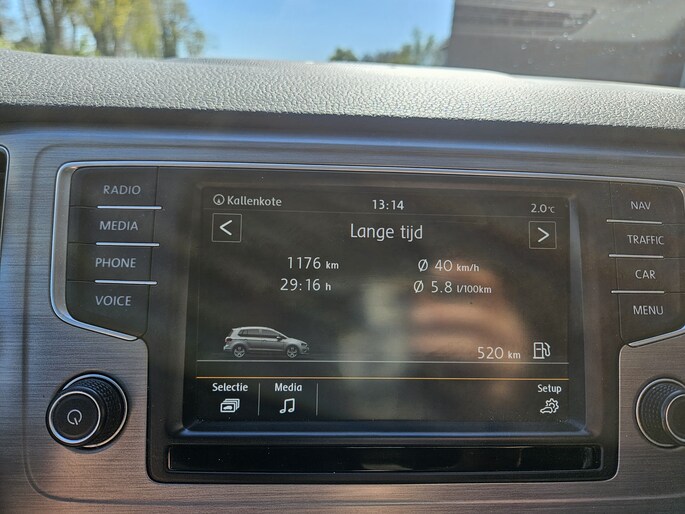 RADIO
MEDIA
PHONE
VOICE
Kallenkote
13:14
2.0°C
<
Lange tijd
>
1176 km
Ø 40 km/h
29:16 h
Ø 5.8 l/100km
520 km
Selectie
Media
Setup
NAV
TRAFFIC
CAR
MENU